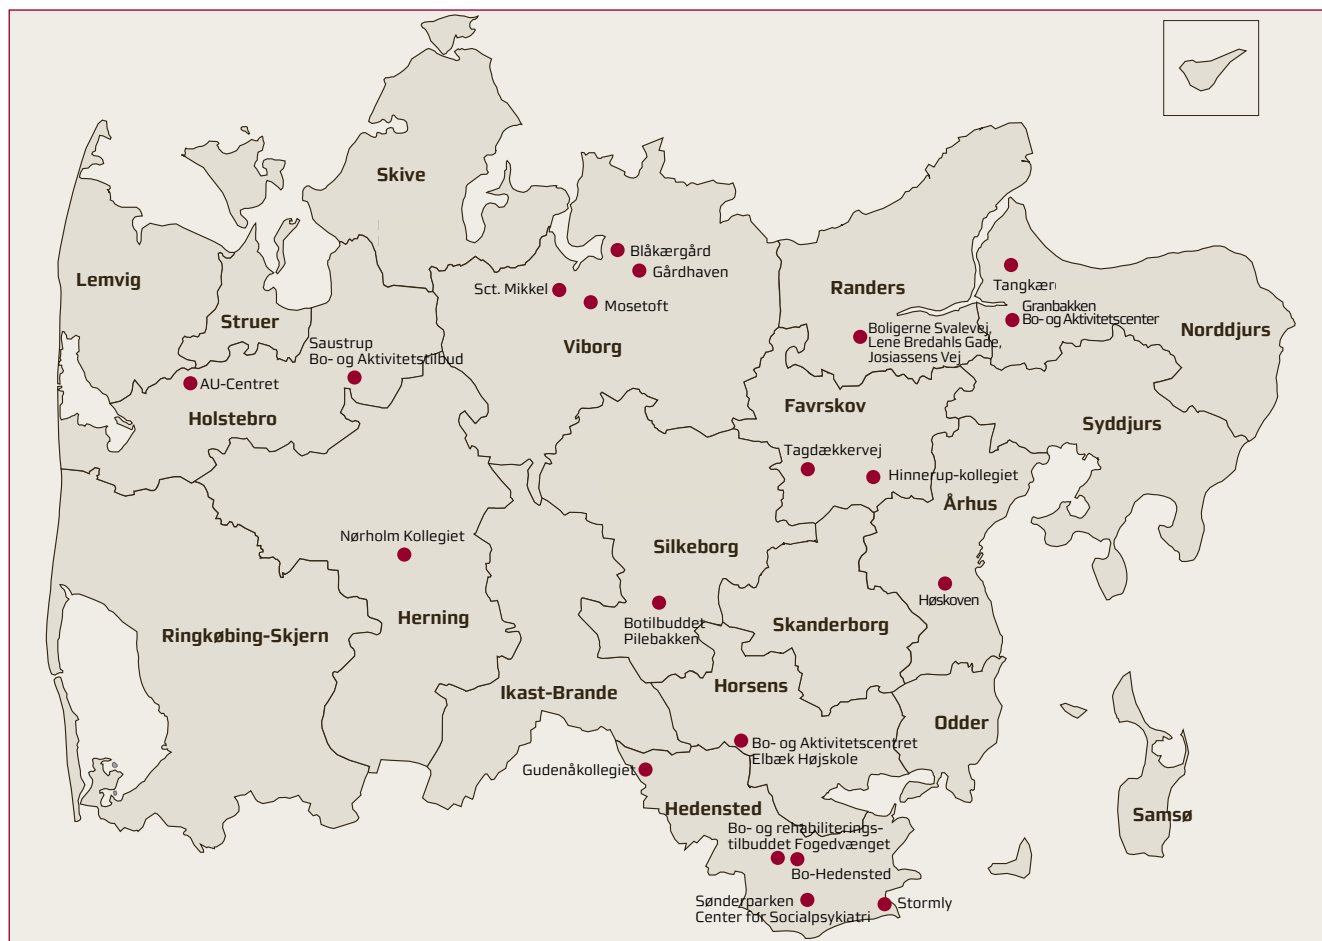 Skive
Blåkærgård
Gårdhaven
Lemvig
Sct. Mikkel
Mosetoft
Randers
Tangkær
Granbakken
Bo- og Aktivitetscenter
Norddjurs
Struer
Viborg
Boligerne Svalevej,
Lene Bredahls Gade,
Josiassens Vej
Saustrup
Bo- og Aktivitetstilbud
AU-Centret
Holstebro
Favrskov
Syddjurs
Tagdækkervej
Hinnerup-kollegiet
Århus
Nørholm Kollegiet
Silkeborg
Høskoven
Herning
Botilbuddet
Pilebakken
Skanderborg
Ringkøbing-Skjern
Ikast-Brande
Horsens
Odder
Bo- og Aktivitetscentret
Elbæk Højskole
Gudenåkollegiet
Hedensted
Samsø
Bo- og rehabiliterings-
tilbuddet Fogedvænget
Bo-Hedensted
Sønderparken
Center for Socialpsykiatri
Stormly